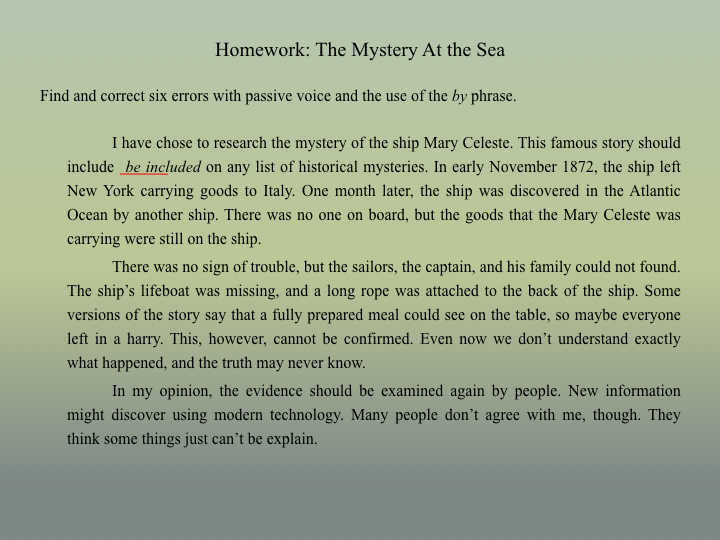 Homework: The Mystery At the Sea
Find and correct six errors with passive voice and the use of the by phrase.
I have chose to research the mystery of the ship Mary Celeste. This famous story should
include be included on any list of historical mysteries. In early November 1872, the ship left
New York carrying goods to Italy. One month later, the ship was discovered in the Atlantic
Ocean by another ship. There was no one on board, but the goods that the Mary Celeste was
carrying were still on the ship.
There was no sign of trouble, but the sailors, the captain, and his family could not found.
The ship’s lifeboat was missing, and a long rope was attached to the back of the ship. Some
versions of the story say that a fully prepared meal could see on the table, so maybe everyone
left in a harry. This, however, cannot be confirmed. Even now we don’t understand exactly
what happened, and the truth may never know.
In my opinion, the evidence should be examined again by people. New information
might discover using modern technology. Many people don’t agree with me, though. They
think some things just can’t be explain.